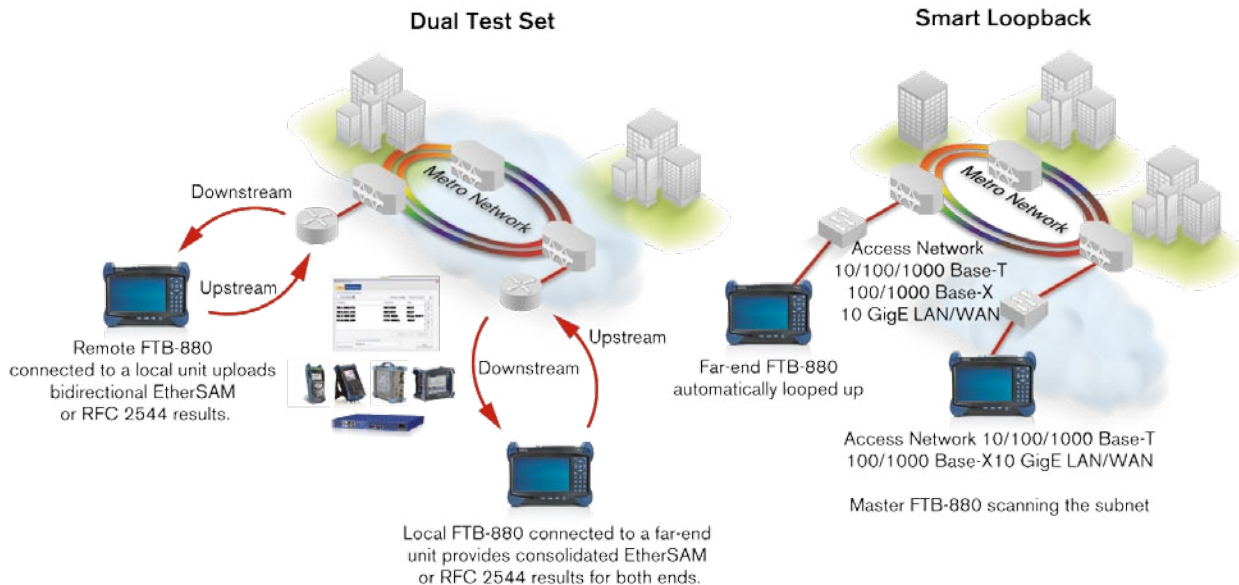 Dual Test Set
Metro Network
Downstream
Upstream
Remote FTB-880
connected to a local unit uploads
bidirectional EtherSAM
or RFC 2544 results.
Downstream
Upstream
Local FTB-880 connected to a far-end
unit provides consolidated EtherSAM
or RFC 2544 results for both ends.
Smart Loopback
Metro Network
Access Network
10/100/1000 Base-T
100/1000 Base-X
10 GigE LAN/WAN
Far-end FTB-880
automatically looped up
Access Network 10/100/1000 Base-T
100/1000 Base-X10 GigE LAN/WAN
Master FTB-880 scanning the subnet